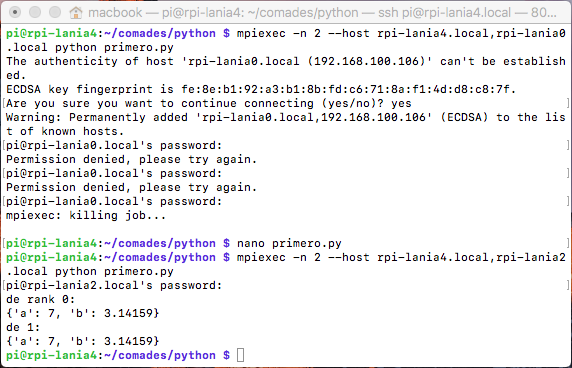 macbook — pi@rpi-lania4: ~/comades/python — ssh pi@rpi-lania4.local — 80...
pi@rpi-lania4:~/comades/python $ mpiexec -n 2 --host rpi-lania4.local,rpi-lania0
.local python primero.py
The authenticity of host 'rpi-lania0.local (192.168.100.106)' can't be establish
ed.
ECDSA key fingerprint is fe:8e:b1:92:a3:b1:8b:fd:c6:71:8a:f1:4d:d8:c8:7f.
Are you sure you want to continue connecting (yes/no)? yes
Warning: Permanently added 'rpi-lania0.local,192.168.100.106' (ECDSA) to the lis
t of known hosts.
pi@rpi-lania0.local's password:
Permission denied, please try again.
pi@rpi-lania0.local's password:
Permission denied, please try again.
pi@rpi-lania0.local's password:
mpiexec: killing job...
pi@rpi-lania4:~/comades/python $ nano primero.py
pi@rpi-lania4:~/comades/python $ mpiexec -n 2 --host rpi-lania4.local,rpi-lania2
.local python primero.py
pi@rpi-lania2.local's password:
de rank 0:
{'a': 7, 'b': 3.14159}
de 1:
{'a': 7, 'b': 3.14159}
pi@rpi-lania4:~/comades/python $